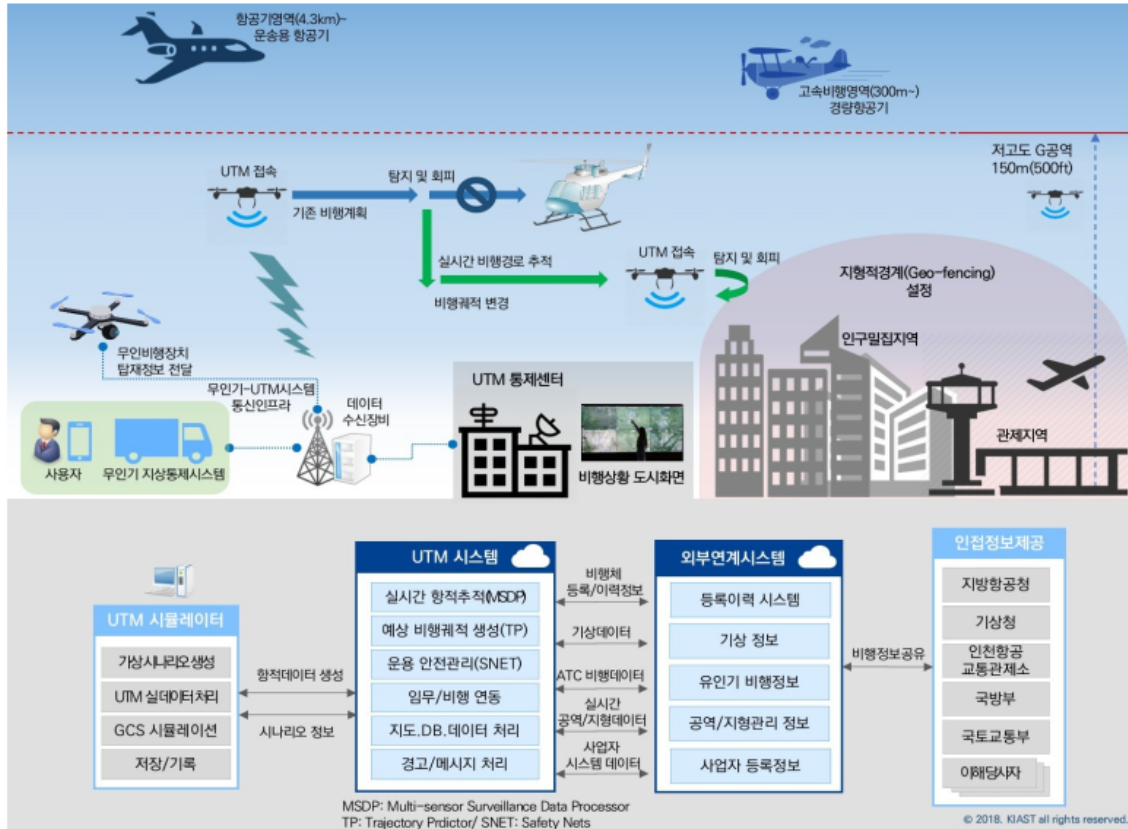 항공기영역(4.3km)~
운송용 항공기
고속비행영역(300m~)
경량항공기
저고도 G공역
150m(500ft)
UTM 접속
탐지 및 회피
기존 비행계획
실시간 비행경로 추적
비행궤적 변경
UTM 접속
탐지 및 회피
지형적경계(Geo-fencing)
설정
인구밀집지역
관제지역
무인비행장치
탑재정보 전달
무인기-UTM시스템
통신인프라
데이터
수신장비
사용자
무인기 지상통제시스템
UTM 통제센터
비행상황 도시화면
UTM 시뮬레이터
가상시나리오생성
UTM 실데이터처리
GCS 시뮬레이션
저장/기록
항적데이터 생성
시나리오 정보
UTM 시스템
실시간 항적추적(MSDP)
예상 비행궤적 생성(TP)
운용 안전관리(SNET)
임무/비행 연동
지도.DB.데이터 처리
경고/메시지 처리
비행체
등록/이력정보
기상데이터
ATC 비행데이터
실시간
공역/지형데이터
사업자
시스템 데이터
외부연계시스템
등록이력 시스템
기상 정보
유인기 비행정보
공역/지형관리 정보
사업자 등록정보
비행정보공유
인접정보제공
지방항공청
기상청
인천항공
교통관제소
국방부
국토교통부
이해당사자
MSDP: Multi-sensor Surveillance Data Processor
TP: Trajectory Prdictor/ SNET: Safety Nets
© 2018. KIAST all rights reserved.